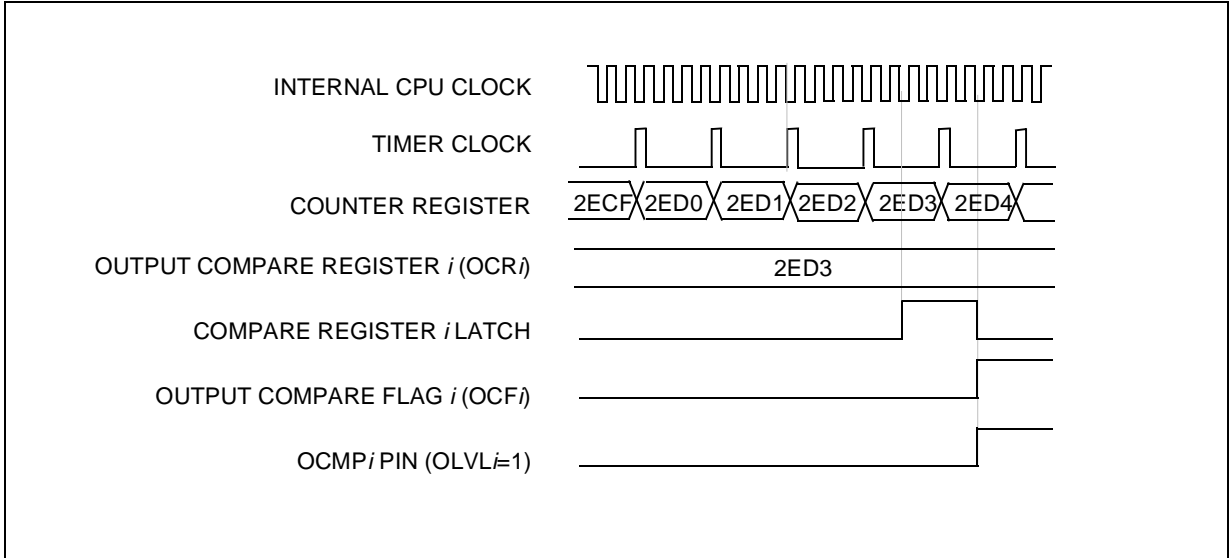 INTERNAL CPU CLOCK
TIMER CLOCK
COUNTER REGISTER 2ECF 2ED0 2ED1 2ED2 2ED3 2ED4
OUTPUT COMPARE REGISTER i (OCRi) 2ED3
COMPARE REGISTER i LATCH
OUTPUT COMPARE FLAG i (OCFi)
OCMPi PIN (OLVLi=1)